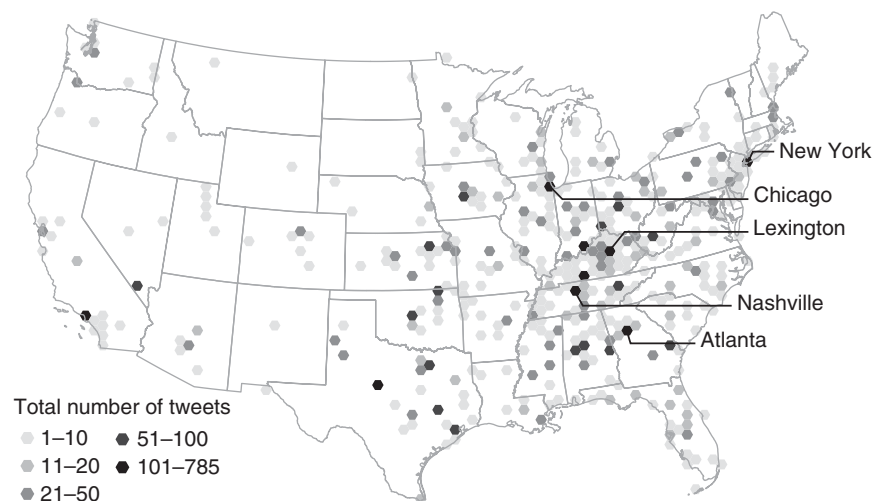 New York
Chicago
Lexington
Nashville
Atlanta
Total number of tweets
1–10
51–100
11–20
101–785
21–50